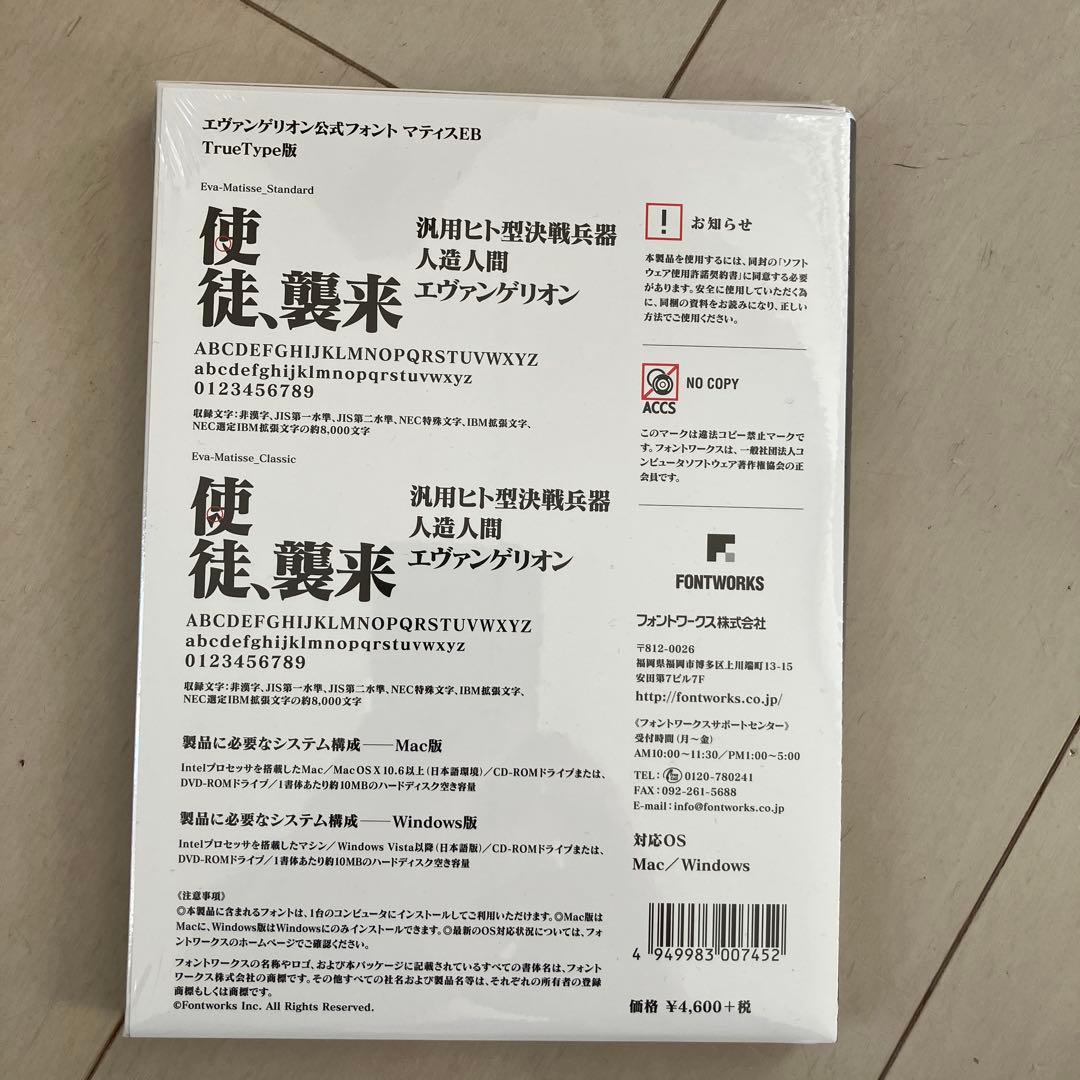 エヴァンゲリオン公式フォント マティスEB
TrueType版
Eva-Matisse_Standard
使
徒、襲来
汎用ヒト型決戦兵器
人造人間
エヴァンゲリオン
ABCDEFGHIJKLMNOPQRSTUVWXYZ
abcdefghijklmnopqrstuvwxyz
0123456789
収録文字：非漢字、JIS第一水準、JIS第二水準、NEC特殊文字、IBM拡張文字、
NEC選定IBM拡張文字の約8,000文字
Eva-Matisse_Classic
使
徒、襲来
汎用ヒト型決戦兵器
人造人間
エヴァンゲリオン
ABCDEFGHIJKLMNOPQRSTUVWXYZ
abcdefghijklmnopqrstuvwxyz
0123456789
収録文字：非漢字、JIS第一水準、JIS第二水準、NEC特殊文字、IBM拡張文字、
NEC選定IBM拡張文字の約8,000文字
製品に必要なシステム構成――Mac版
Intelプロセッサを搭載したMac／Mac OS X 10.6以上（日本語環境）／CD-ROMドライブまたは、
DVD-ROMドライブ／1書体あたり約10MBのハードディスク空き容量
製品に必要なシステム構成――Windows版
Intelプロセッサを搭載したマシン／Windows Vista以降（日本語版）／CD-ROMドライブまたは、
DVD-ROMドライブ／1書体あたり約10MBのハードディスク空き容量
《注意事項》
◎本製品に含まれるフォントは、1台のコンピュータにインストールしてご利用いただけます。◎Mac版は
Macに、Windows版はWindowsにのみインストールできます。◎最新のOS対応状況については、フォ
ントワークスのホームページでご確認ください。
フォントワークスの名称やロゴ、および本パッケージに記載されているすべての書体名は、フォント
ワークス株式会社の商標です。その他すべての社名および製品名等は、それぞれの所有者の登録
商標もしくは商標です。
©Fontworks Inc. All Rights Reserved.
! お知らせ
本製品を使用するには、同封の「ソフト
ウェア使用許諾契約書」に同意する必要
があります。安全に使用していただく為
に、同梱の資料をお読みになり、正しい
方法でご使用ください。
NO COPY
ACCS
このマークは違法コピー禁止マークで
す。フォントワークスは、一般社団法人コ
ンピュータソフトウェア著作権協会の正
会員です。
FONTWORKS
フォントワークス株式会社
〒812-0026
福岡県福岡市博多区上川端町13-15
安田第7ビル7F
http://fontworks.co.jp/
《フォントワークスサポートセンター》
受付時間（月～金）
AM10:00～11:30／PM1:00～5:00
TEL： 0120-780241
FAX：092-261-5688
E-mail：info@fontworks.co.jp
対応OS
Mac／Windows
4 949983 007452
価格 ¥4,600＋税